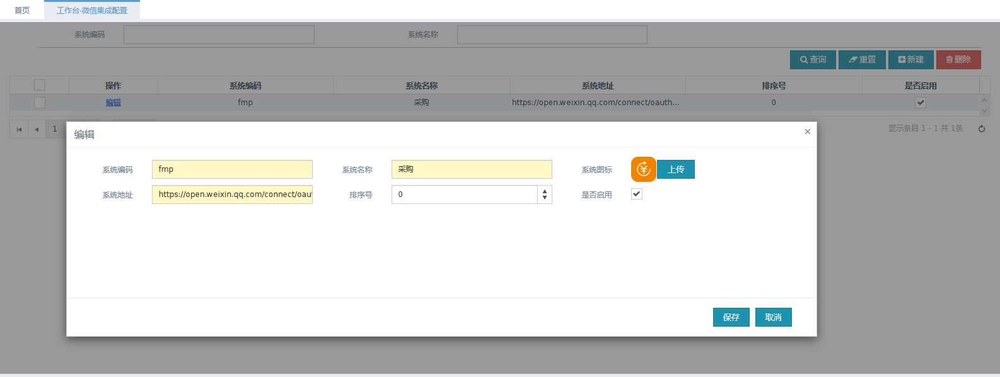 首页 工作台-微信集成配置
系统编码 系统名称
查询 重置 新建 删除
操作 系统编码 系统名称 系统地址 排序号 是否启用
编辑 fmp 采购 https://open.weixin.qq.com/connect/oauth... 0
1 显示条目 1 - 1 共 1条
编辑 ×
系统编码 fmp 系统名称 采购 系统图标 上传
系统地址 https://open.weixin.qq.com/connect/oaut 排序号 0 是否启用
保存 取消